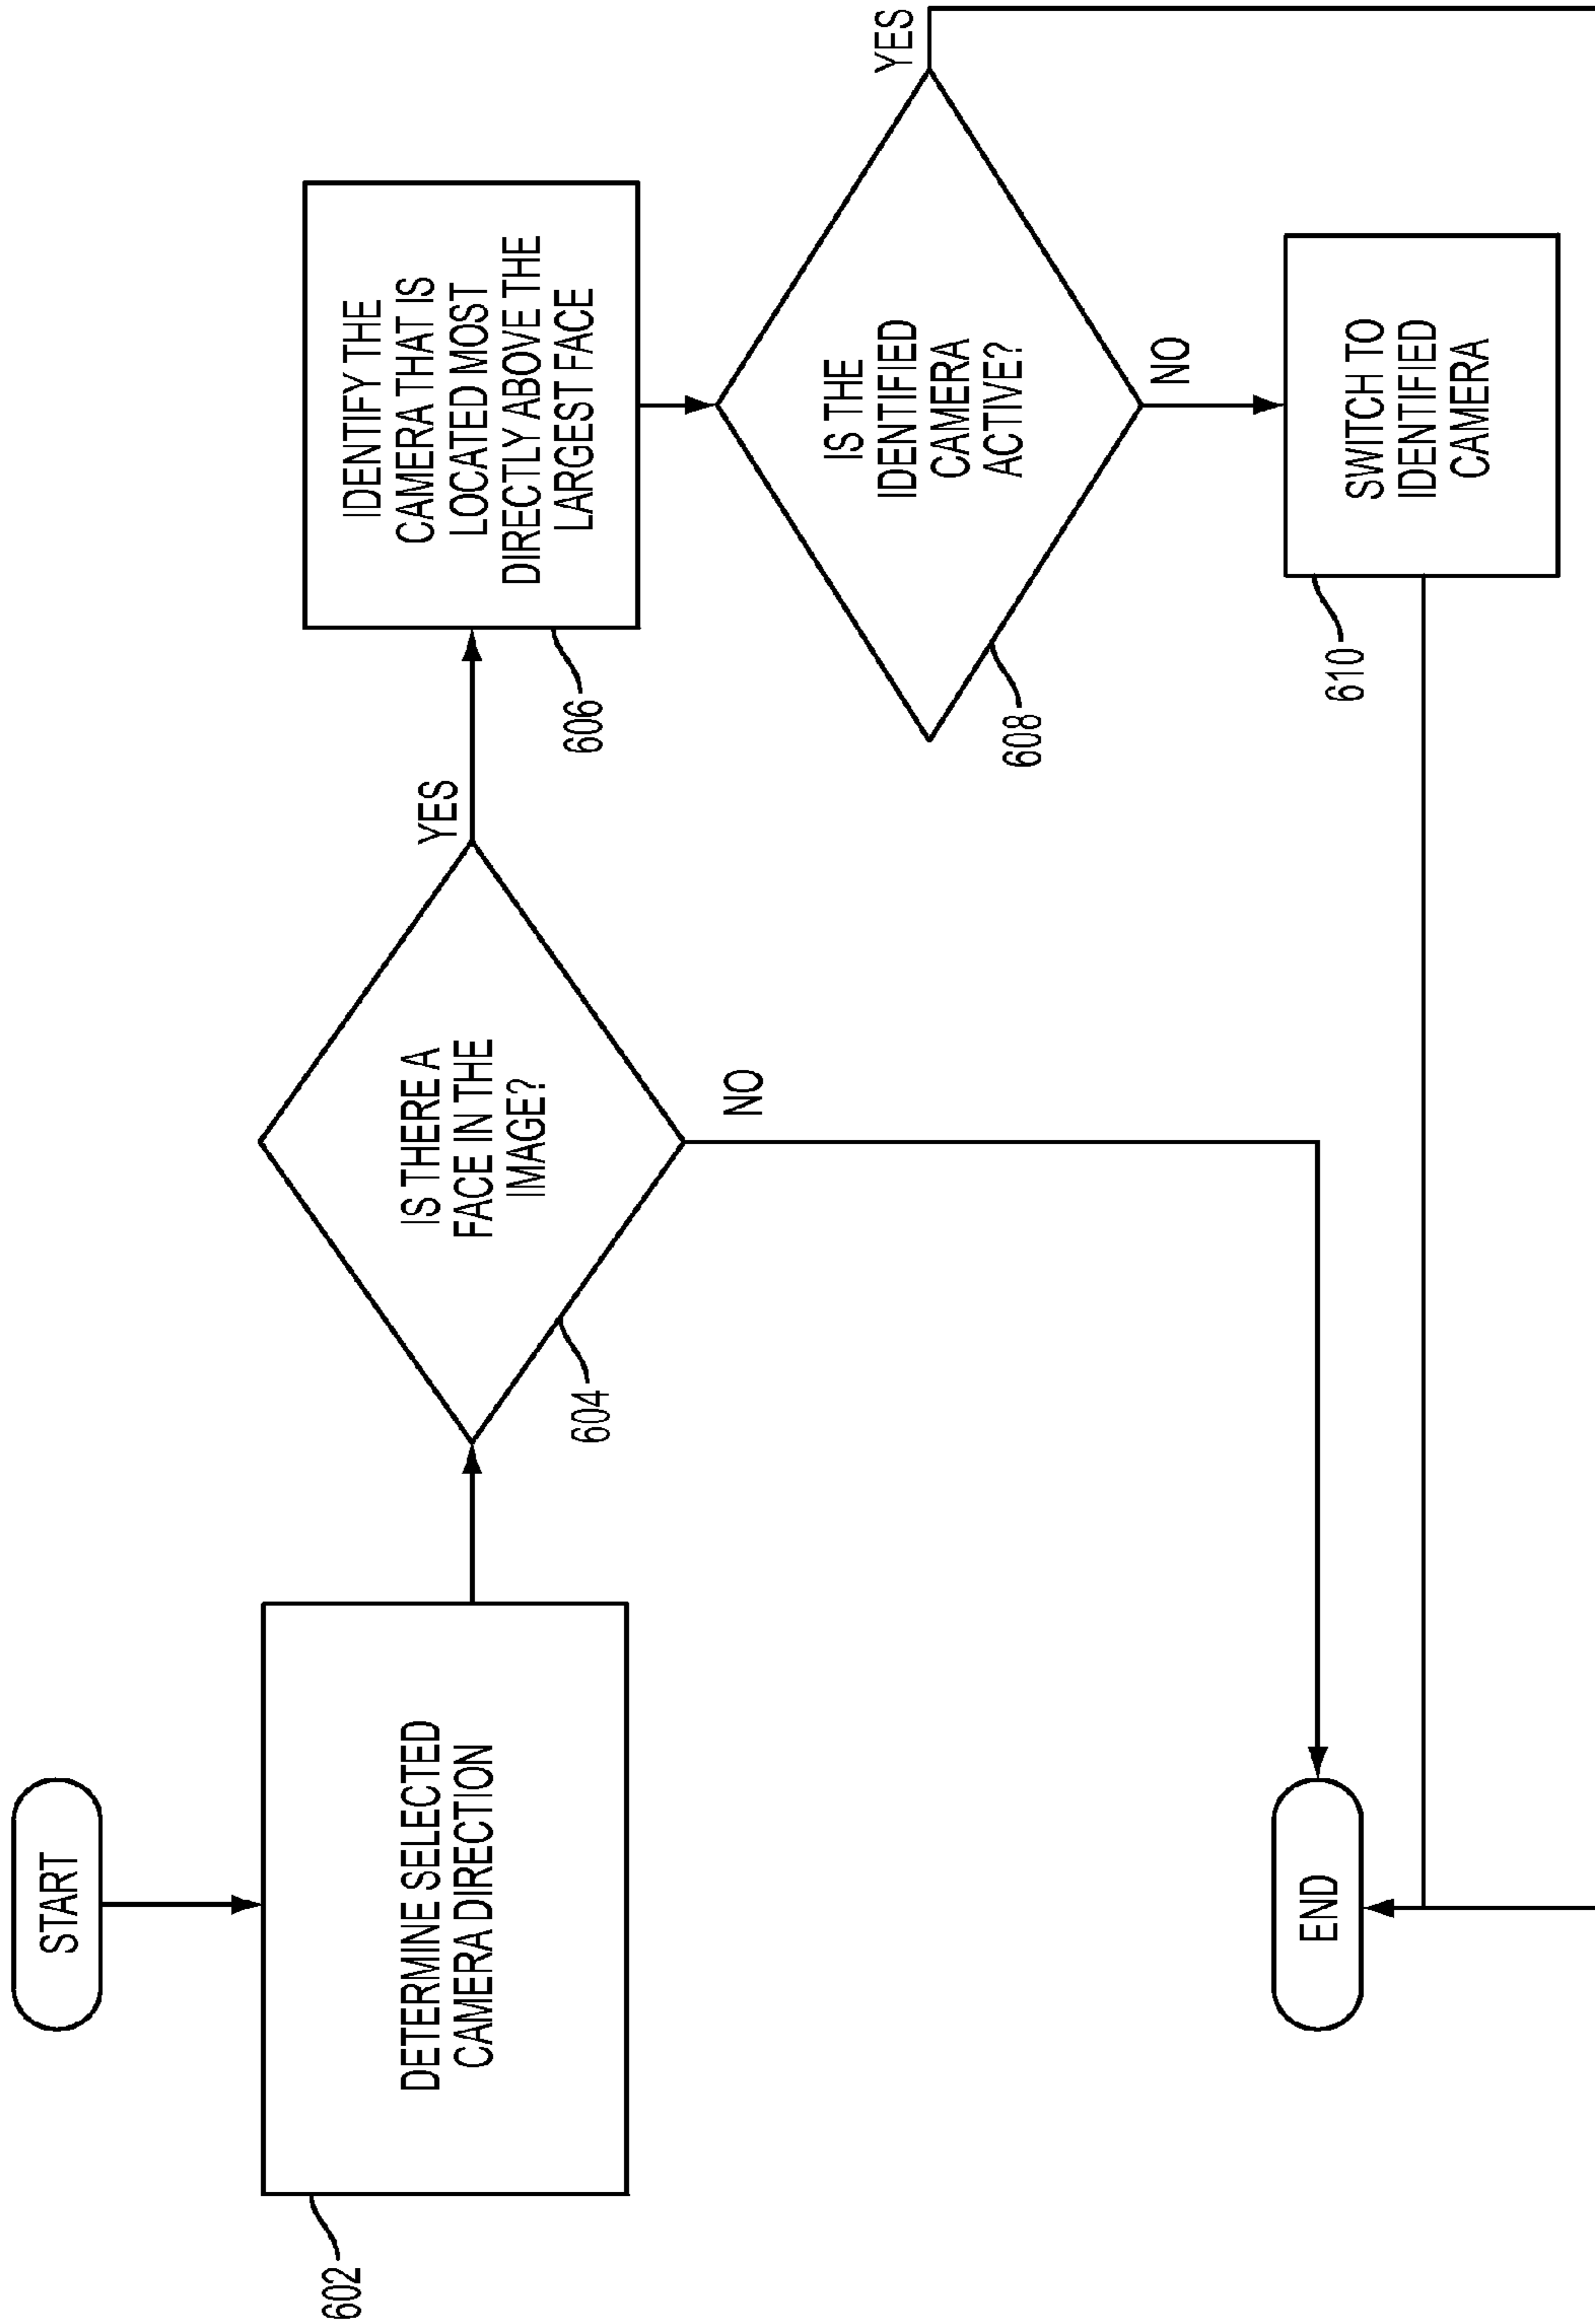 START
DETERMINE SELECTED
CAMERA DIRECTION
602
IS THERE A
FACE IN THE
IMAGE?
604
YES
NO
IDENTIFY THE
CAMERA THAT IS
LOCATED MOST
DIRECTLY ABOVE THE
LARGEST FACE
606
IS THE
IDENTIFIED
CAMERA
ACTIVE?
608
YES
NO
SWITCH TO
IDENTIFIED
CAMERA
610
END